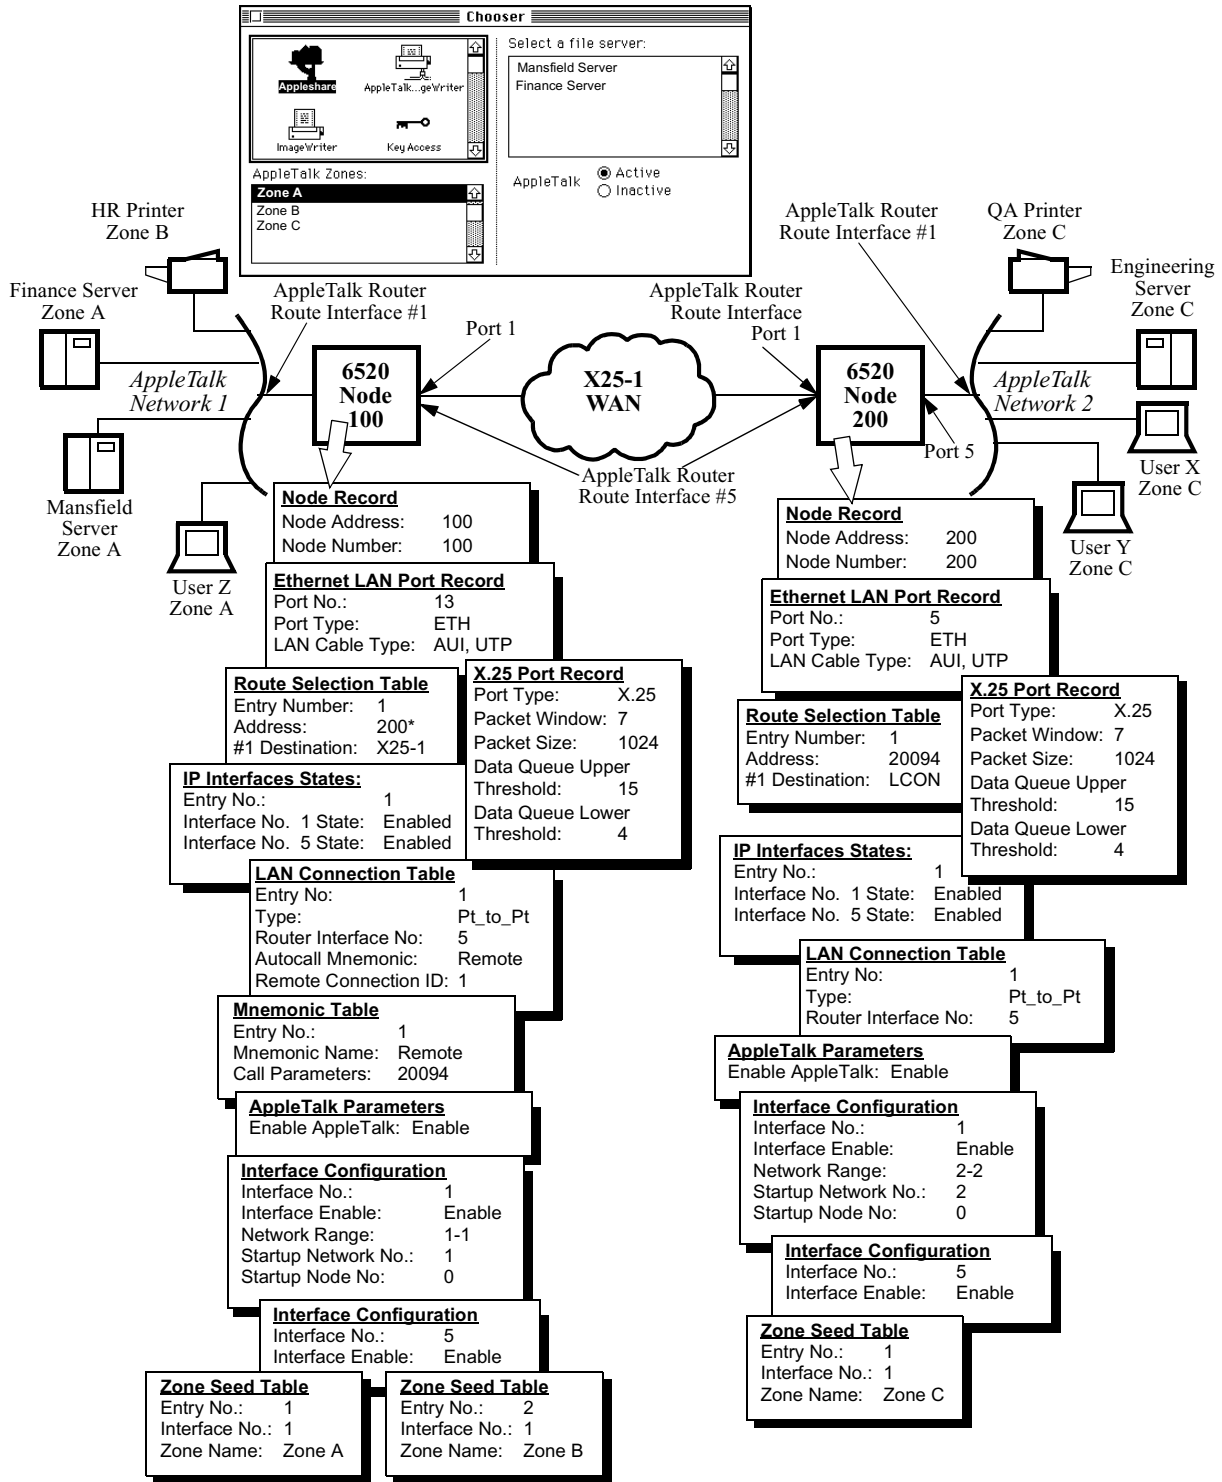 Chooser
Select a file server:
Appleshare
AppleTalk...geWriter
ImageWriter
Key Access
Mansfield Server
Finance Server
AppleTalk Zones:
Zone A
Zone B
Zone C
AppleTalk
Active
Inactive
HR Printer
Zone B
Finance Server
Zone A
AppleTalk Router
Route Interface #1
Port 1
AppleTalk Router
Route Interface
Port 1
AppleTalk Router
Route Interface #1
QA Printer
Zone C
Engineering
Server
Zone C
AppleTalk
Network 1
6520
Node
100
X25-1
WAN
6520
Node
200
AppleTalk
Network 2
Port 5
AppleTalk Router
Route Interface #5
Mansfield
Server
Zone A
User Z
Zone A
User X
Zone C
User Y
Zone C
Node Record
Node Address: 100
Node Number: 100
Ethernet LAN Port Record
Port No.: 13
Port Type: ETH
LAN Cable Type: AUI, UTP
Route Selection Table
Entry Number: 1
Address: 200*
#1 Destination: X25-1
X.25 Port Record
Port Type: X.25
Packet Window: 7
Packet Size: 1024
Data Queue Upper
Threshold: 15
Data Queue Lower
Threshold: 4
IP Interfaces States:
Entry No.: 1
Interface No. 1 State: Enabled
Interface No. 5 State: Enabled
LAN Connection Table
Entry No: 1
Type: Pt_to_Pt
Router Interface No: 5
Autocall Mnemonic: Remote
Remote Connection ID: 1
Mnemonic Table
Entry No.: 1
Mnemonic Name: Remote
Call Parameters: 20094
AppleTalk Parameters
Enable AppleTalk: Enable
Interface Configuration
Interface No.: 1
Interface Enable: Enable
Network Range: 1-1
Startup Network No.: 1
Startup Node No: 0
Interface Configuration
Interface No.: 5
Interface Enable: Enable
Zone Seed Table
Entry No.: 1
Interface No.: 1
Zone Name: Zone A
Zone Seed Table
Entry No.: 2
Interface No.: 1
Zone Name: Zone B
Node Record
Node Address: 200
Node Number: 200
Ethernet LAN Port Record
Port No.: 5
Port Type: ETH
LAN Cable Type: AUI, UTP
Route Selection Table
Entry Number: 1
Address: 20094
#1 Destination: LCON
X.25 Port Record
Port Type: X.25
Packet Window: 7
Packet Size: 1024
Data Queue Upper
Threshold: 15
Data Queue Lower
Threshold: 4
IP Interfaces States:
Entry No.: 1
Interface No. 1 State: Enabled
Interface No. 5 State: Enabled
LAN Connection Table
Entry No: 1
Type: Pt_to_Pt
Router Interface No: 5
AppleTalk Parameters
Enable AppleTalk: Enable
Interface Configuration
Interface No.: 1
Interface Enable: Enable
Network Range: 2-2
Startup Network No.: 2
Startup Node No: 0
Interface Configuration
Interface No.: 5
Interface Enable: Enable
Zone Seed Table
Entry No.: 1
Interface No.: 1
Zone Name: Zone C